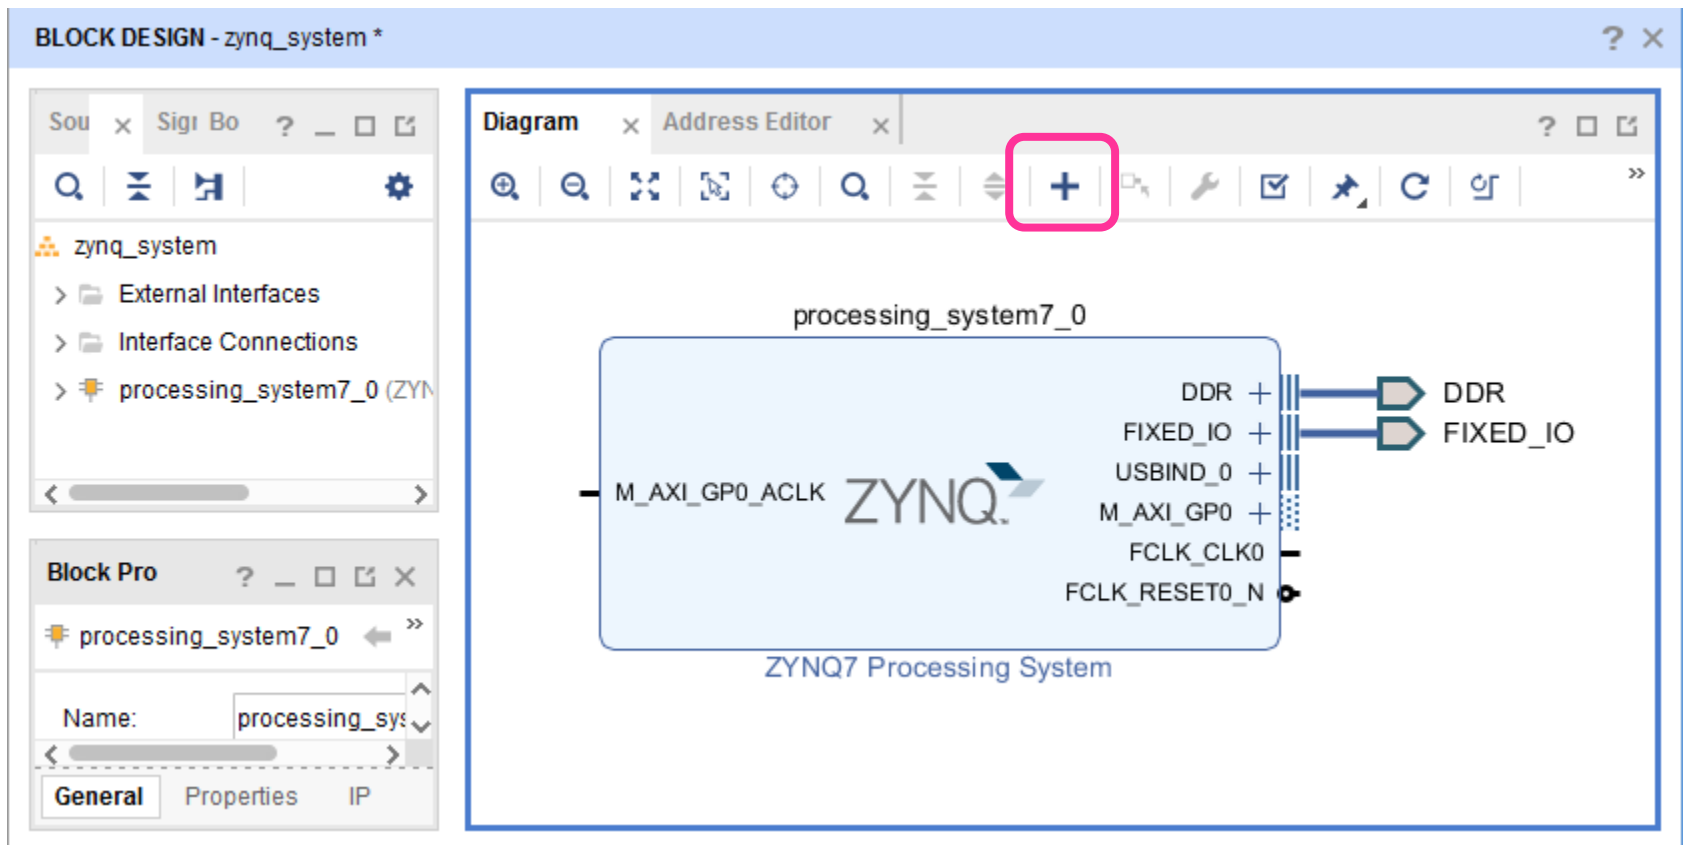 BLOCK DESIGN - zynq_system *
Sou Sigr Bo
zynq_system
External Interfaces
Interface Connections
processing_system7_0 (ZYN
Block Pro
processing_system7_0
Name: processing_sys
General Properties IP
Diagram Address Editor
processing_system7_0
DDR DDR
FIXED_IO FIXED_IO
USBIND_0
M_AXI_GP0_ACLK ZYNQ M_AXI_GP0
FCLK_CLK0
FCLK_RESET0_N
ZYNQ7 Processing System